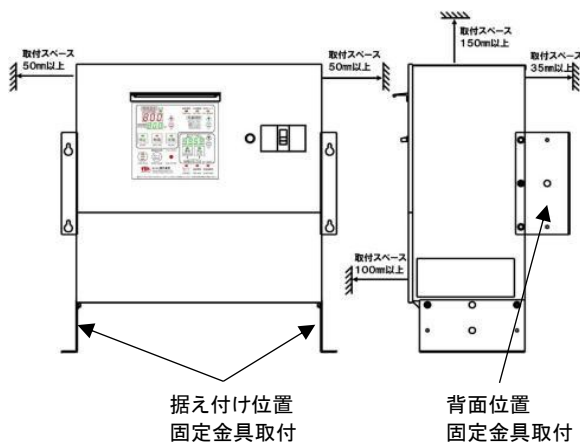 取付スペース
50㎜以上
取付スペース
50㎜以上
取付スペース
150㎜以上
取付スペース
35㎜以上
取付スペース
100㎜以上
据え付け位置
固定金具取付
背面位置
固定金具取付